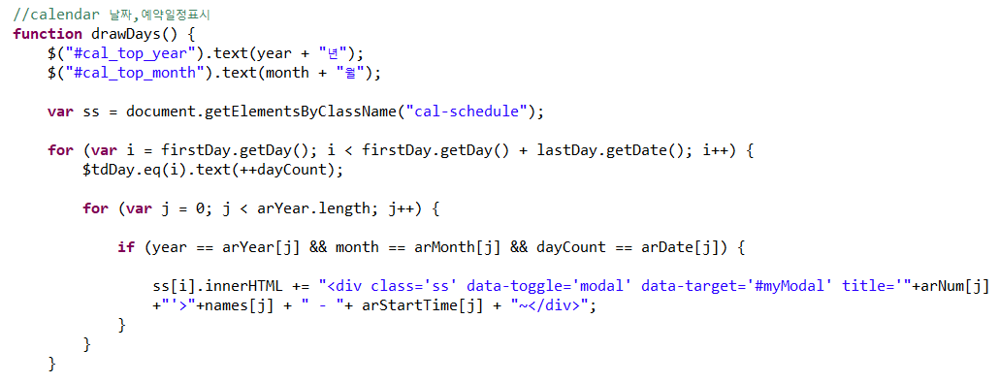 //calendar 날짜,예약일정표시
function drawDays() {
    $("#cal_top_year").text(year + "년");
    $("#cal_top_month").text(month + "월");
    var ss = document.getElementsByClassName("cal-schedule");
    for (var i = firstDay.getDay(); i < firstDay.getDay() + lastDay.getDate(); i++) {
        $tdDay.eq(i).text(++dayCount);
        for (var j = 0; j < arYear.length; j++) {
            if (year == arYear[j] && month == arMonth[j] && dayCount == arDate[j]) {
                ss[i].innerHTML += "<div class='ss' data-toggle='modal' data-target='#myModal' title='"+arNum[j]
                +"'>"+names[j] + " - "+ arStartTime[j] + "~</div>";
            }
        }
    }